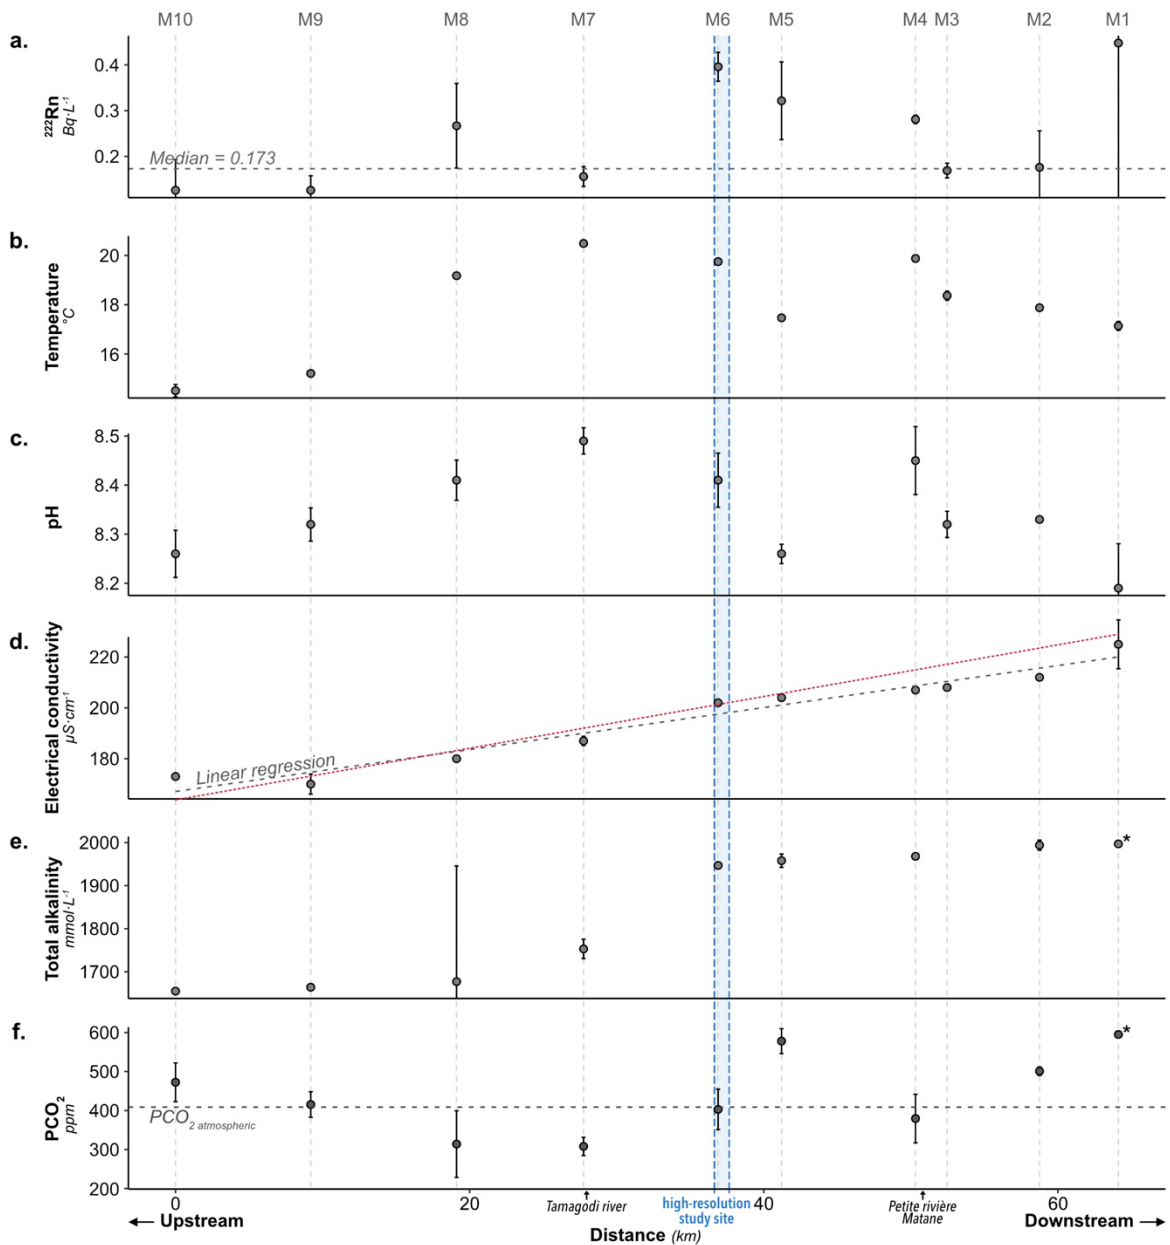 M10 M9 M8 M7 M6 M5 M4 M3 M2 M1
a.
²²²Rn
Bq·L⁻¹
0.4
0.3
0.2
Median = 0.173
b.
Temperature
°C
20
18
16
c.
pH
8.5
8.4
8.3
8.2
d.
Electrical conductivity
µS·cm⁻¹
220
200
180
Linear regression
e.
Total alkalinity
mmol·L⁻¹
2000
1900
1800
1700
*
f.
PCO₂
ppm
600
500
400
300
200
*
PCO₂ atmospheric
0 20 40 60
Tamagodi river
high-resolution
study site
Petite rivière
Matane
← Upstream
Downstream →
Distance (km)